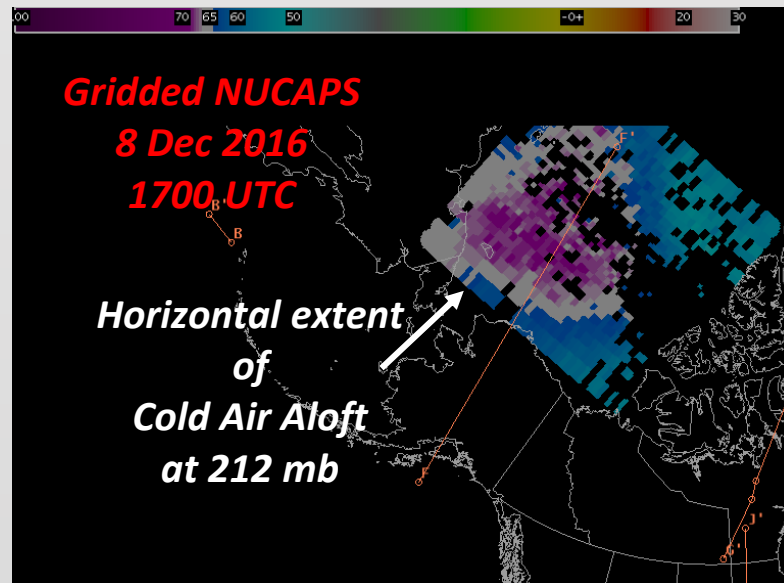 .00 70 65 60 50 -0+ 20 30
Gridded NUCAPS
8 Dec 2016
1700 UTC
F'
B'
B
Horizontal extent
of
Cold Air Aloft
at 212 mb
F
J'
G'